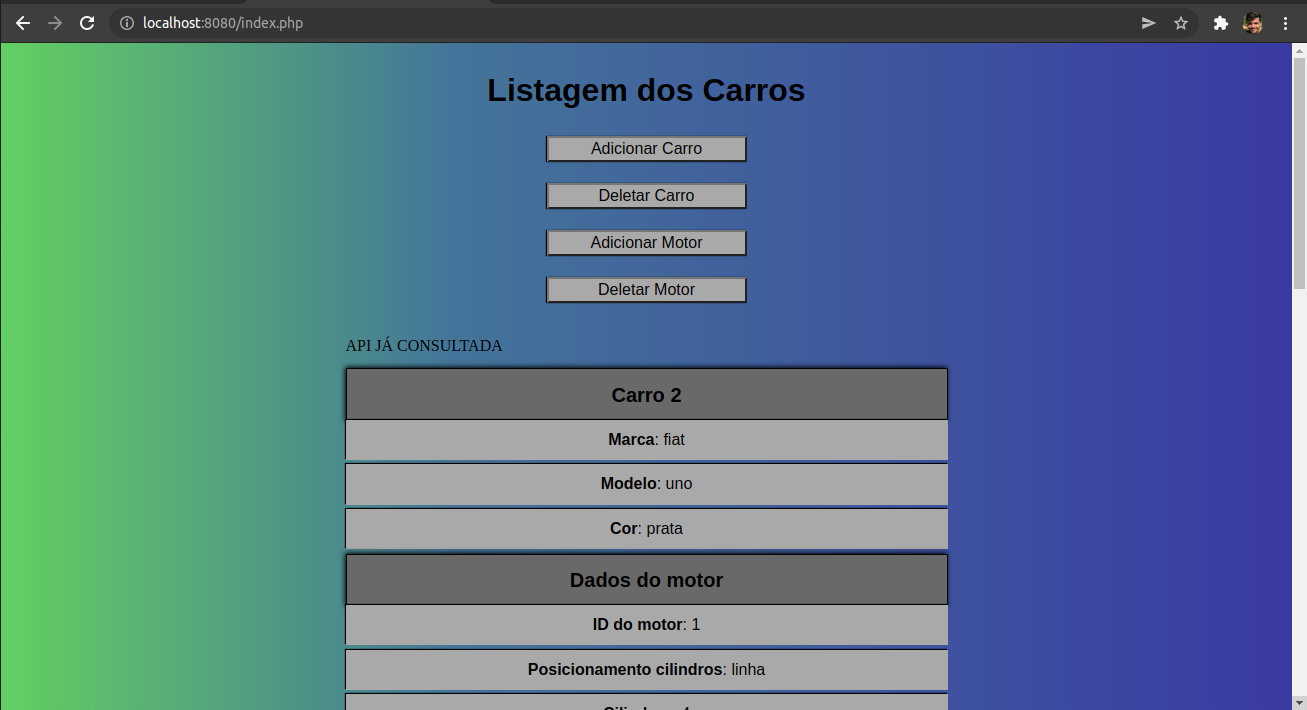 localhost:8080/index.php
Listagem dos Carros
Adicionar Carro
Deletar Carro
Adicionar Motor
Deletar Motor
API JÁ CONSULTADA
Carro 2
Marca: fiat
Modelo: uno
Cor: prata
Dados do motor
ID do motor: 1
Posicionamento cilindros: linha